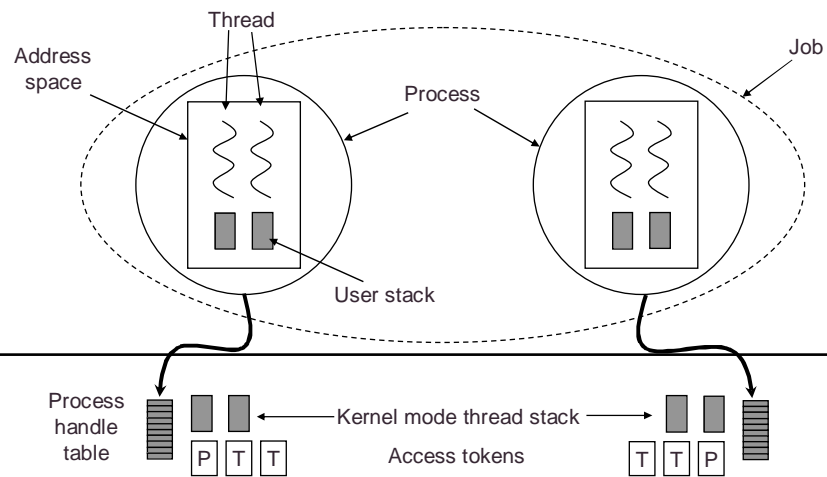 Thread
Address
space
Job
Process
User stack
Process
handle
table
Kernel mode thread stack
P T T
Access tokens
T T P